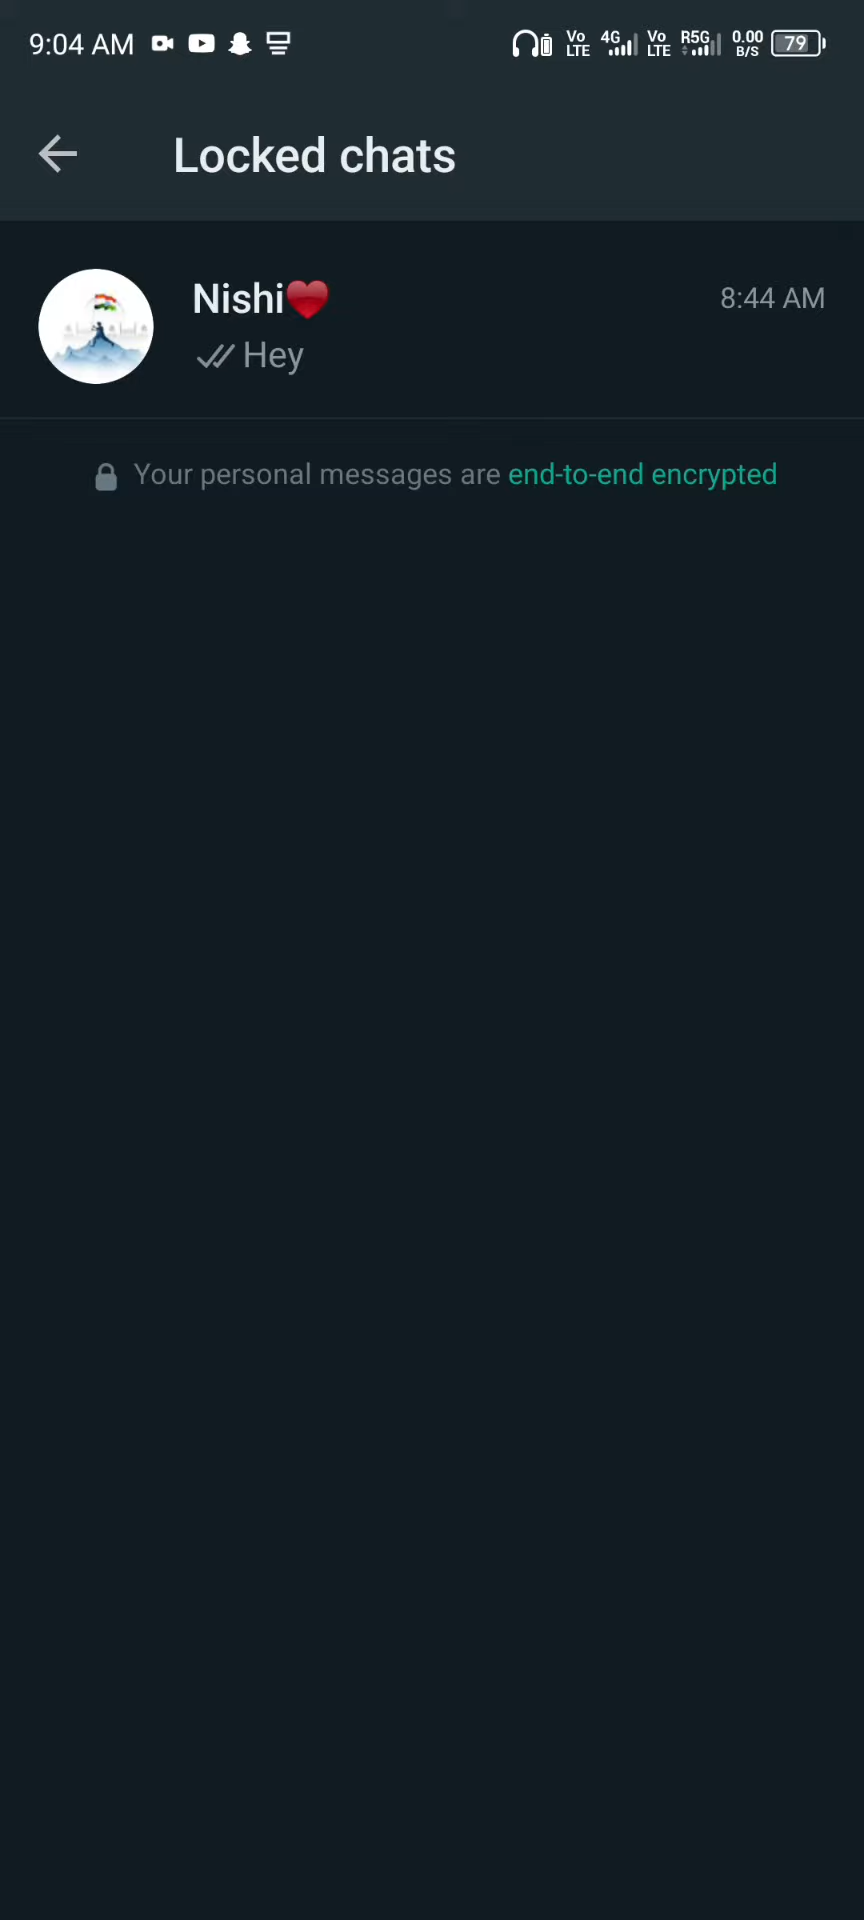 9:04 AM Vo LTE 4G Vo LTE R5G 0.00 B/S 79
Locked chats
Nishi❤️ 8:44 AM
Hey
Your personal messages are end-to-end encrypted